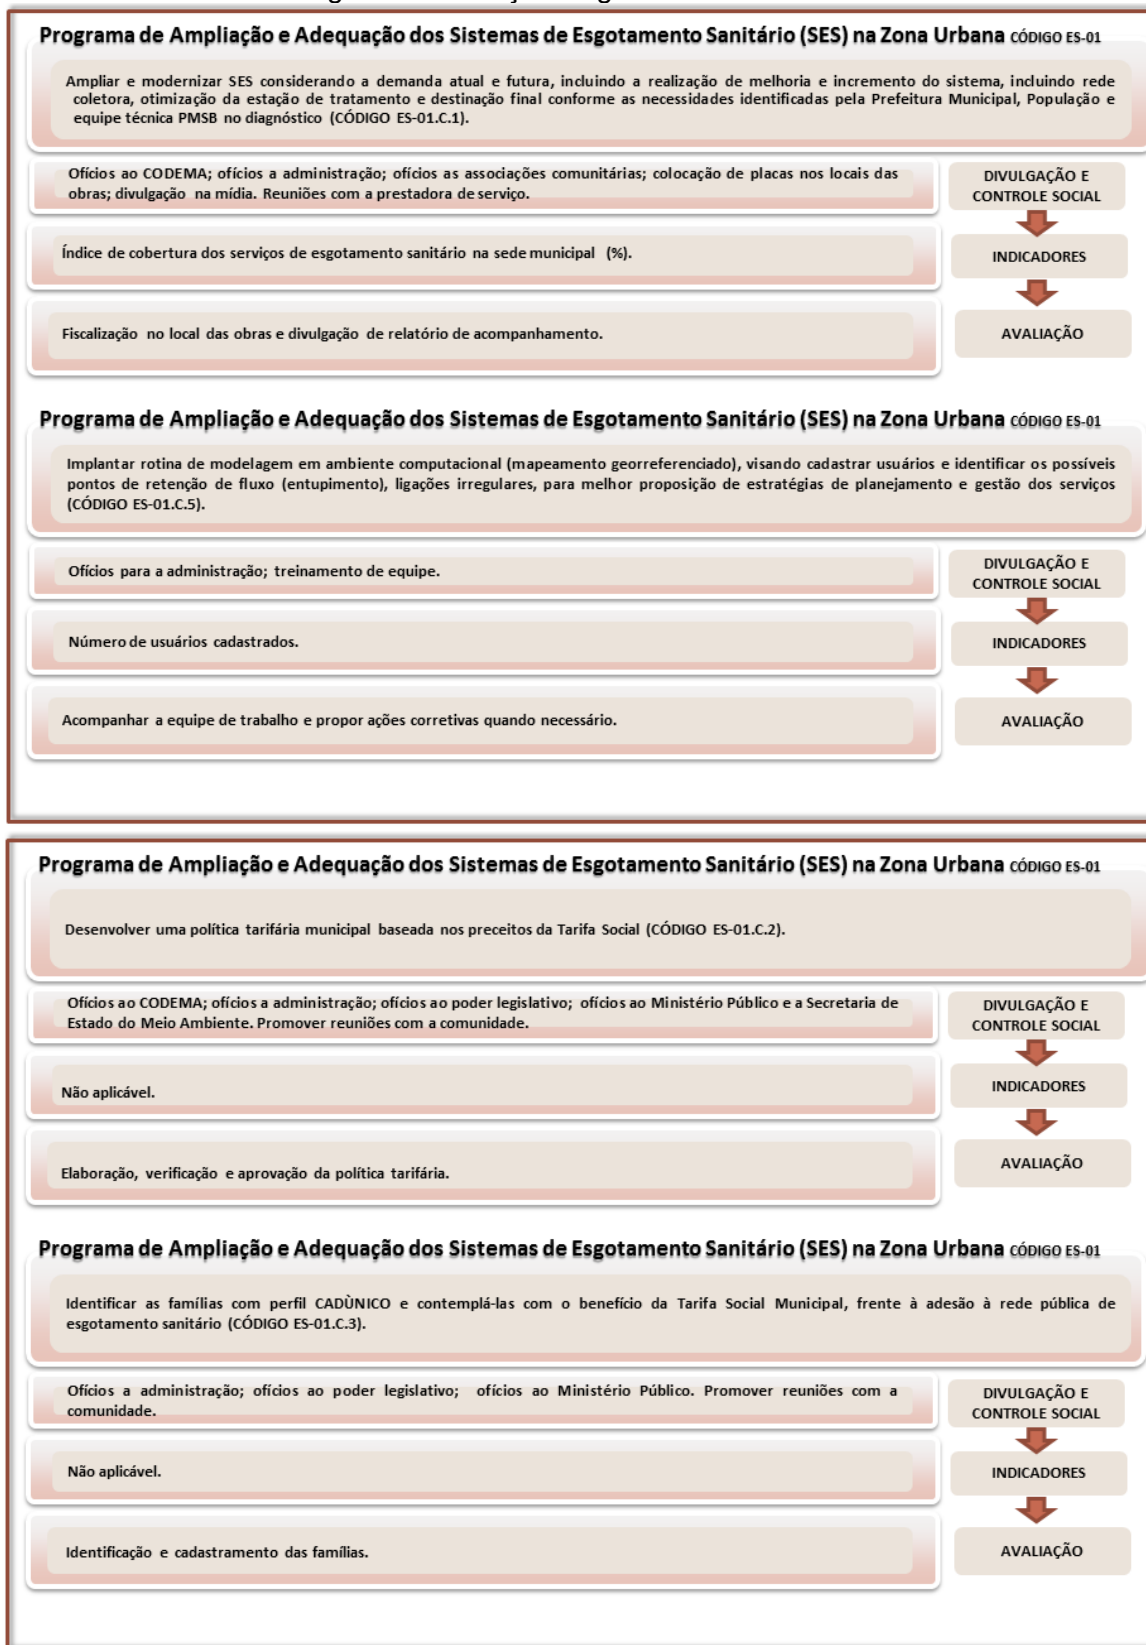 Programa de Ampliação e Adequação dos Sistemas de Esgotamento Sanitário (SES) na Zona Urbana CÓDIGO ES-01
Ampliar e modernizar SES considerando a demanda atual e futura, incluindo a realização de melhoria e incremento do sistema, incluindo rede
coletora, otimização da estação de tratamento e destinação final conforme as necessidades identificadas pela Prefeitura Municipal, População e
equipe técnica PMSB no diagnóstico (CÓDIGO ES-01.C.1).
Ofícios ao CODEMA; ofícios a administração; ofícios as associações comunitárias; colocação de placas nos locais das
obras; divulgação na mídia. Reuniões com a prestadora de serviço.
DIVULGAÇÃO E
CONTROLE SOCIAL
Índice de cobertura dos serviços de esgotamento sanitário na sede municipal (%).
INDICADORES
Fiscalização no local das obras e divulgação de relatório de acompanhamento.
AVALIAÇÃO
Programa de Ampliação e Adequação dos Sistemas de Esgotamento Sanitário (SES) na Zona Urbana CÓDIGO ES-01
Implantar rotina de modelagem em ambiente computacional (mapeamento georreferenciado), visando cadastrar usuários e identificar os possíveis
pontos de retenção de fluxo (entupimento), ligações irregulares, para melhor proposição de estratégias de planejamento e gestão dos serviços
(CÓDIGO ES-01.C.5).
Ofícios para a administração; treinamento de equipe.
DIVULGAÇÃO E
CONTROLE SOCIAL
Número de usuários cadastrados.
INDICADORES
Acompanhar a equipe de trabalho e propor ações corretivas quando necessário.
AVALIAÇÃO
Programa de Ampliação e Adequação dos Sistemas de Esgotamento Sanitário (SES) na Zona Urbana CÓDIGO ES-01
Desenvolver uma política tarifária municipal baseada nos preceitos da Tarifa Social (CÓDIGO ES-01.C.2).
Ofícios ao CODEMA; ofícios a administração; ofícios ao poder legislativo; ofícios ao Ministério Público e a Secretaria de
Estado do Meio Ambiente. Promover reuniões com a comunidade.
DIVULGAÇÃO E
CONTROLE SOCIAL
Não aplicável.
INDICADORES
Elaboração, verificação e aprovação da política tarifária.
AVALIAÇÃO
Programa de Ampliação e Adequação dos Sistemas de Esgotamento Sanitário (SES) na Zona Urbana CÓDIGO ES-01
Identificar as famílias com perfil CADÙNICO e contemplá-las com o benefício da Tarifa Social Municipal, frente à adesão à rede pública de
esgotamento sanitário (CÓDIGO ES-01.C.3).
Ofícios a administração; ofícios ao poder legislativo; ofícios ao Ministério Público. Promover reuniões com a
comunidade.
DIVULGAÇÃO E
CONTROLE SOCIAL
Não aplicável.
INDICADORES
Identificação e cadastramento das famílias.
AVALIAÇÃO